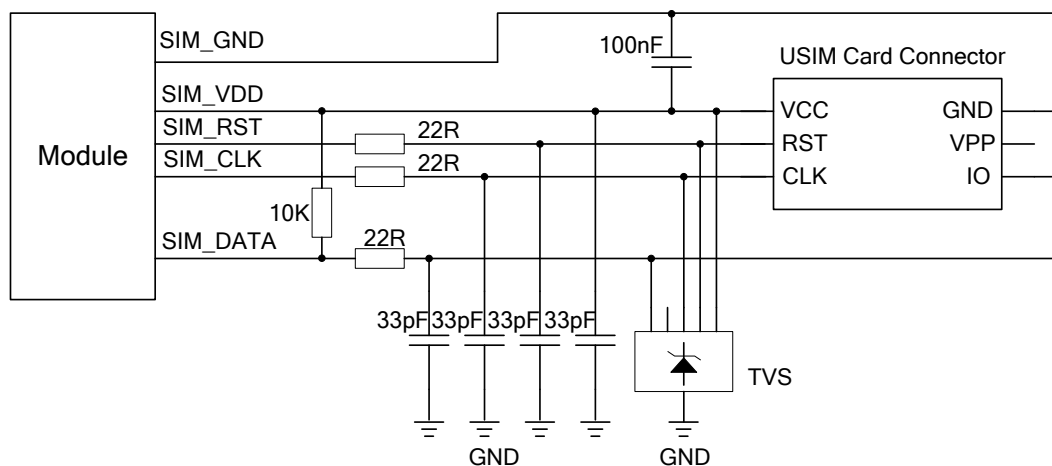 SIM_GND
100nF
USIM Card Connector
SIM_VDD
VCC
GND
SIM_RST
22R
RST
VPP
Module
SIM_CLK
22R
CLK
IO
10K
SIM_DATA
22R
33pF 33pF 33pF 33pF
TVS
GND
GND